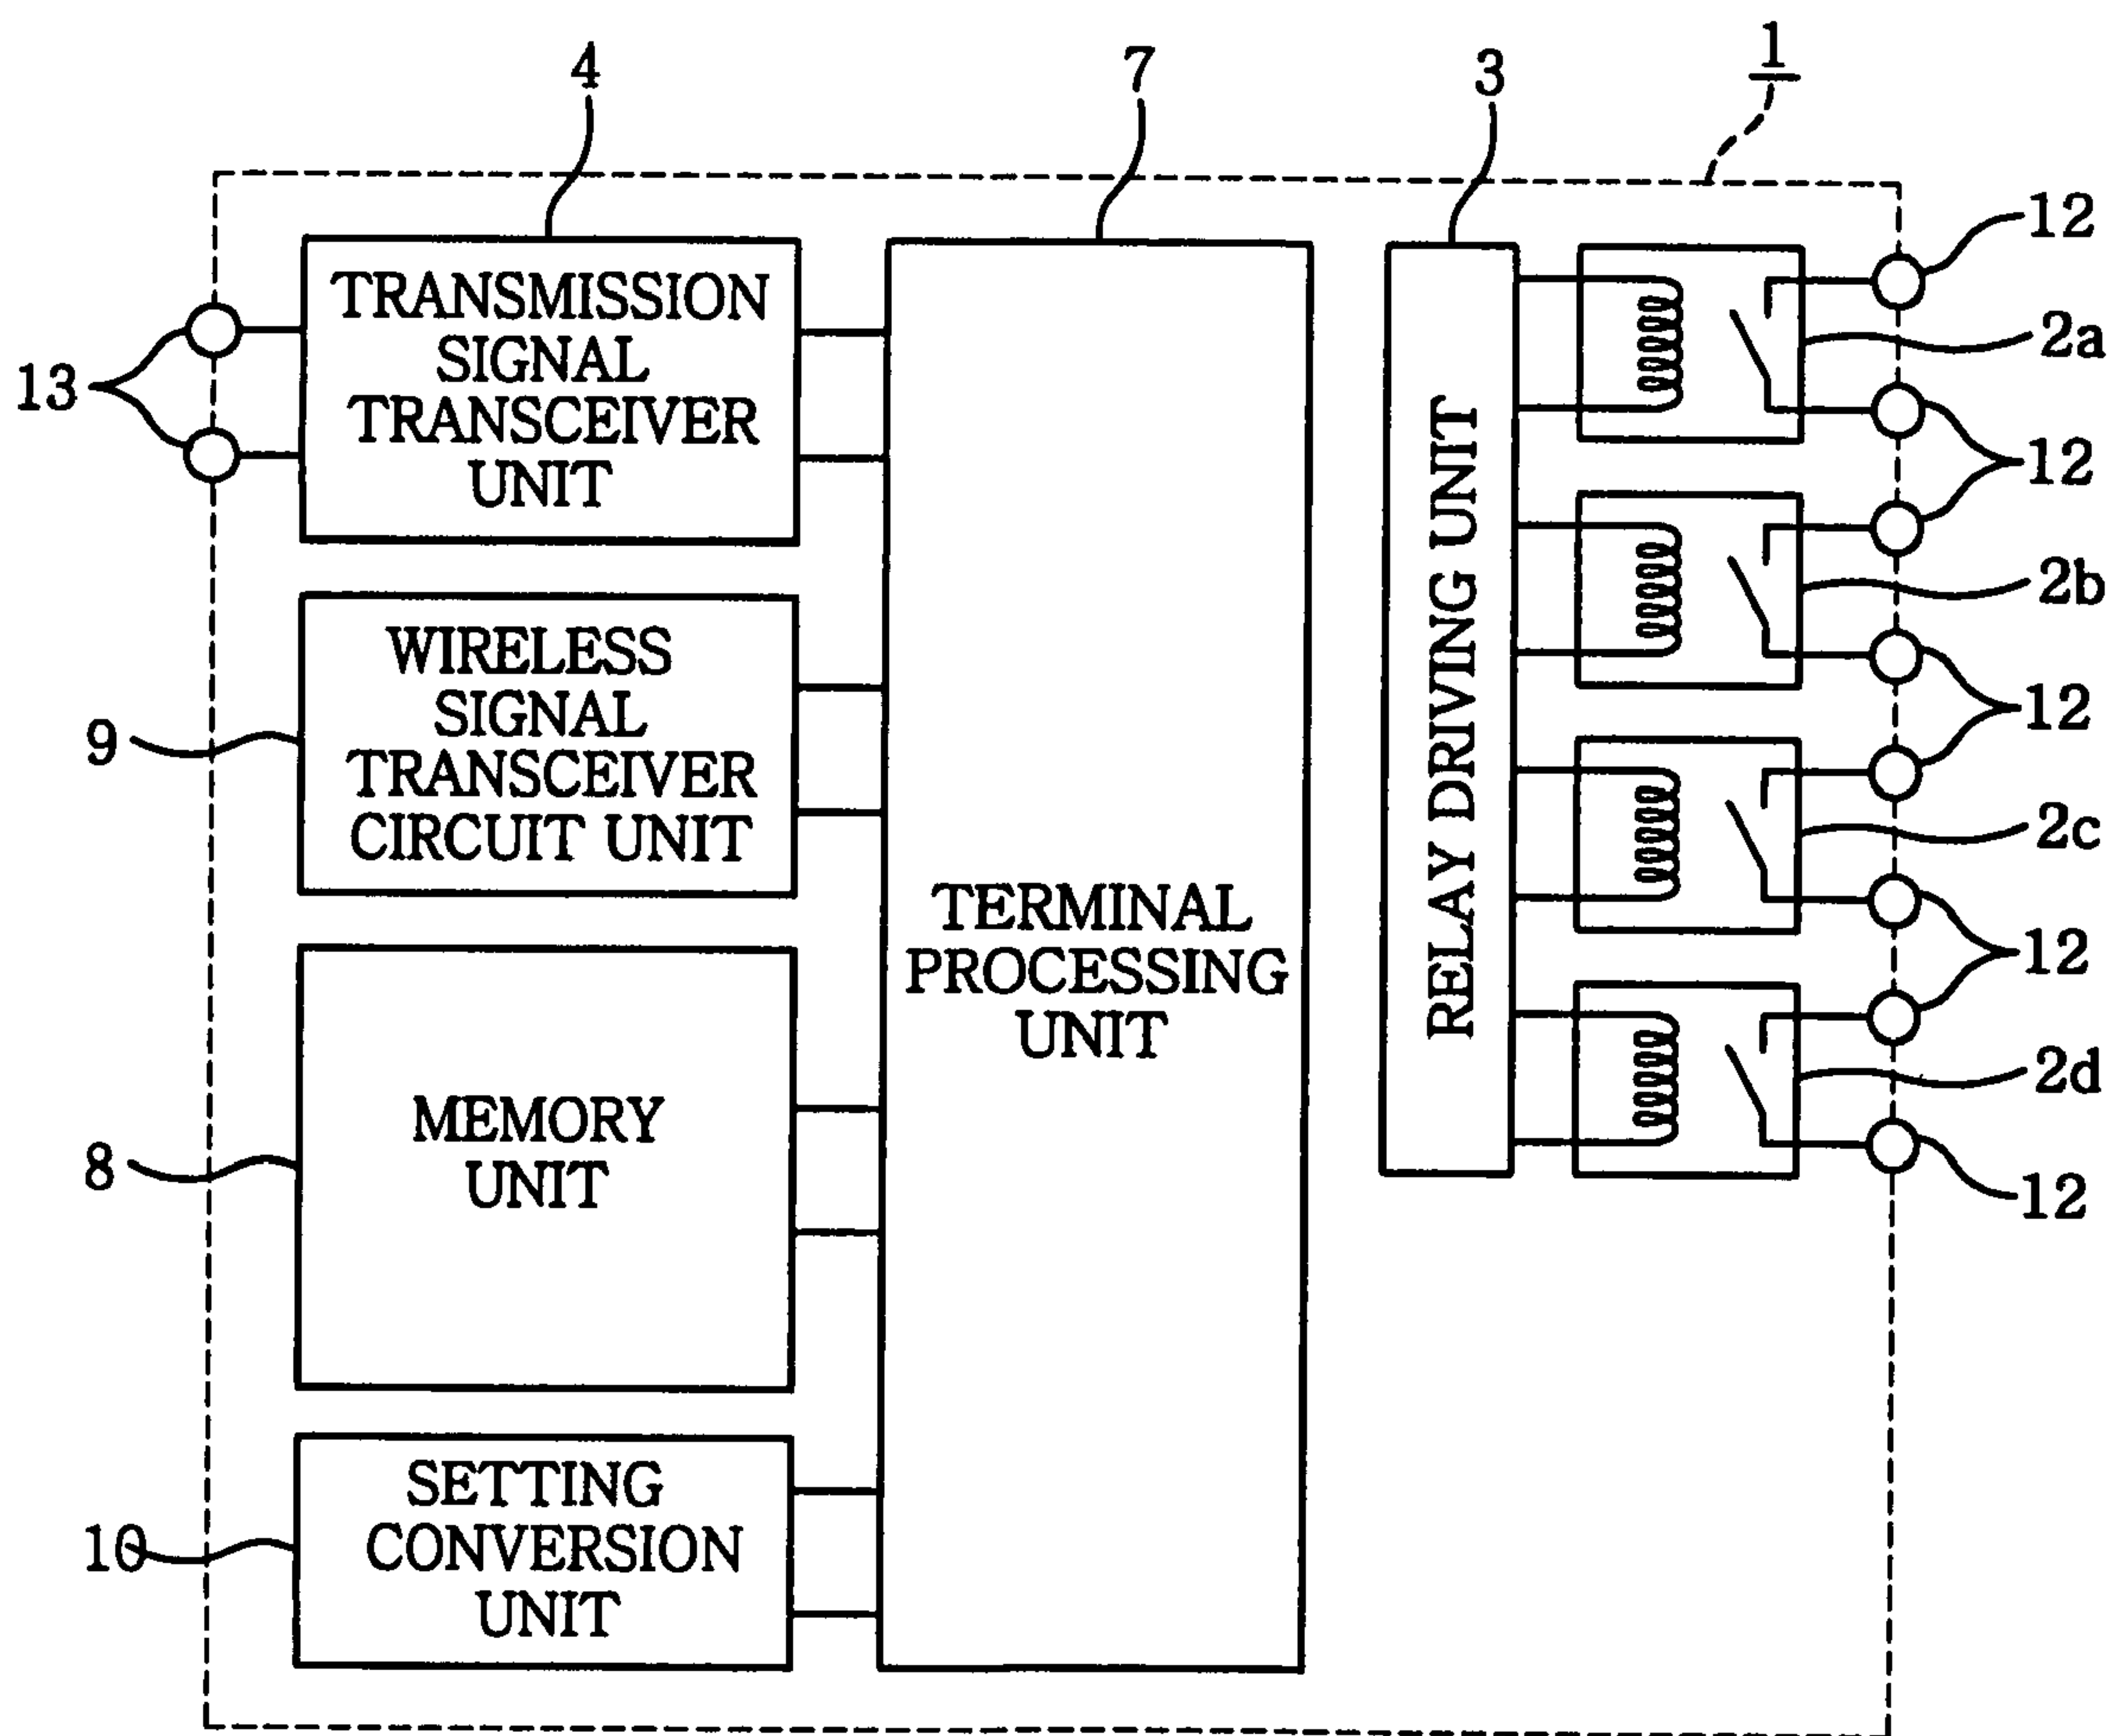 4
7
3
1
TRANSMISSION
SIGNAL
TRANSCEIVER
UNIT
13
WIRELESS
SIGNAL
TRANSCEIVER
CIRCUIT UNIT
9
MEMORY
UNIT
8
SETTING
CONVERSION
UNIT
10
TERMINAL
PROCESSING
UNIT
RELAY DRIVING UNIT
12
2a
12
2b
12
2c
12
2d
12